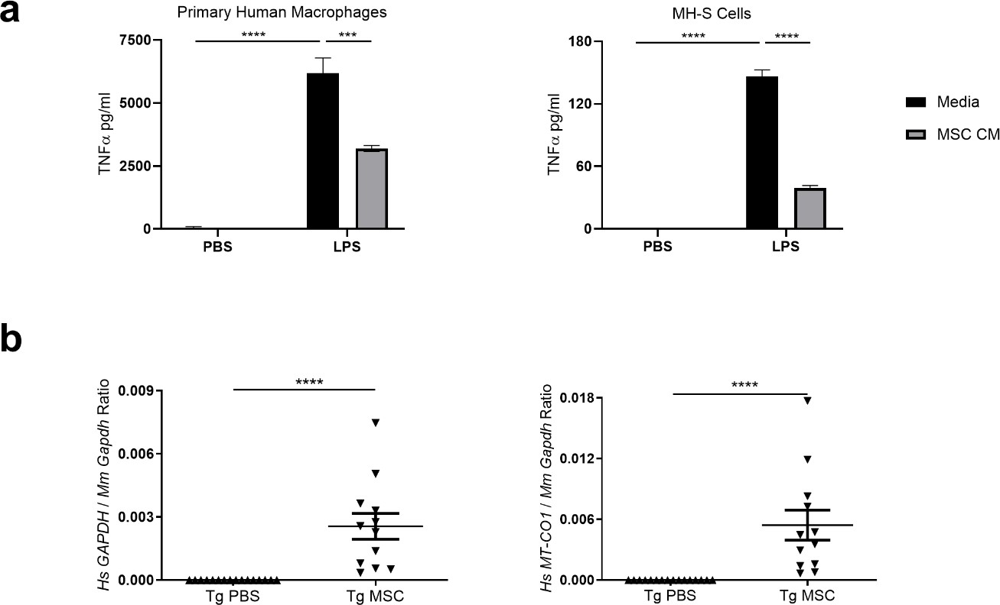 a
Primary Human Macrophages
TNFα pg/ml
7500
5000
2500
0
****
***
PBS
LPS
MH-S Cells
TNFα pg/ml
180
120
60
0
****
****
PBS
LPS
Media
MSC CM
b
Hs GAPDH / Mm Gapdh Ratio
0.009
0.006
0.003
0.000
****
Tg PBS
Tg MSC
Hs MT-CO1 / Mm Gapdh Ratio
0.018
0.012
0.006
0.000
****
Tg PBS
Tg MSC